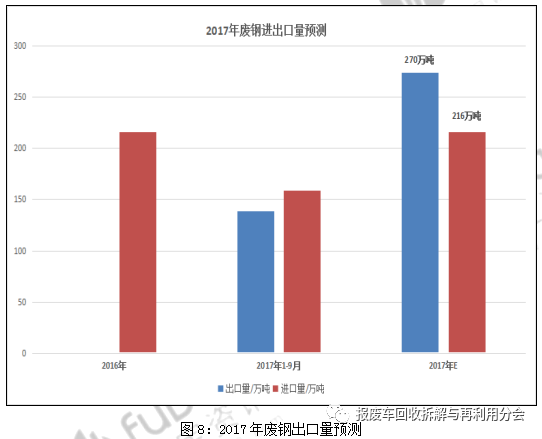 2017年废钢进出口量预测
300
250
200
150
100
50
0
270万吨
216万吨
2016年
2017年1-9月
2017年E
出口量/万吨 进口量/万吨
报废车回收拆解与再利用分会
图 8：2017 年废钢出口量预测